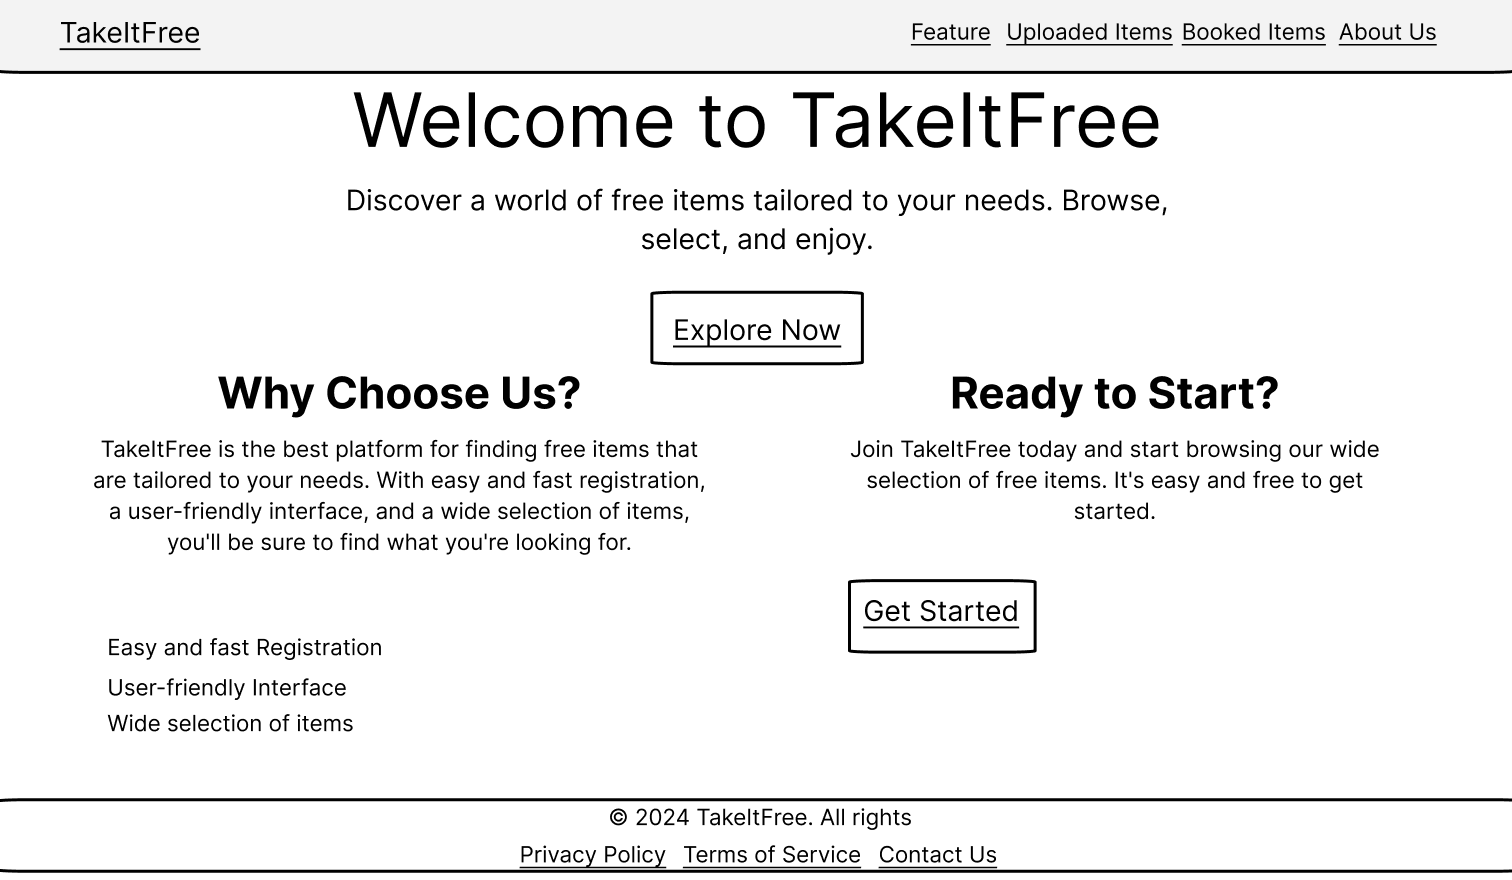 TakeItFree
Feature Uploaded Items Booked Items About Us
Welcome to TakeItFree
Discover a world of free items tailored to your needs. Browse,
select, and enjoy.
Explore Now
Why Choose Us?
TakeItFree is the best platform for finding free items that
are tailored to your needs. With easy and fast registration,
a user-friendly interface, and a wide selection of items,
you'll be sure to find what you're looking for.
Easy and fast Registration
User-friendly Interface
Wide selection of items
Ready to Start?
Join TakeItFree today and start browsing our wide
selection of free items. It's easy and free to get
started.
Get Started
© 2024 TakeItFree. All rights
Privacy Policy Terms of Service Contact Us